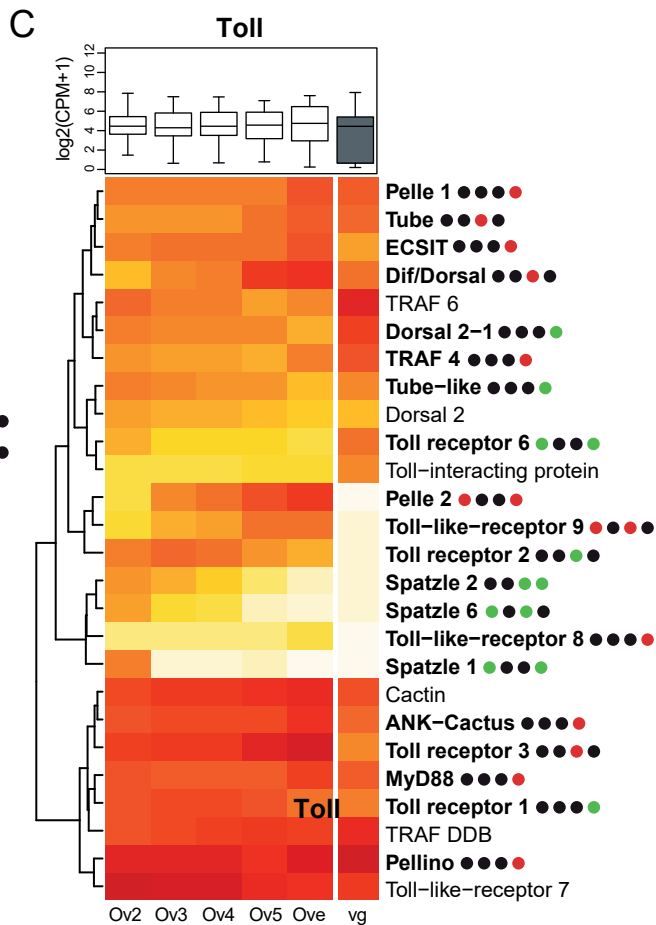 C
Toll
log2(CPM+1)
0 2 4 6 8 10 12
Pelle 1
Tube
ECSIT
Dif/Dorsal
TRAF 6
Dorsal 2−1
TRAF 4
Tube−like
Dorsal 2
Toll receptor 6
Toll−interacting protein
Pelle 2
Toll−like−receptor 9
Toll receptor 2
Spatzle 2
Spatzle 6
Toll−like−receptor 8
Spatzle 1
Cactin
ANK−Cactus
Toll receptor 3
MyD88
Toll
Toll receptor 1
TRAF DDB
Pellino
Toll−like−receptor 7
Ov2 Ov3 Ov4 Ov5 Ove vg